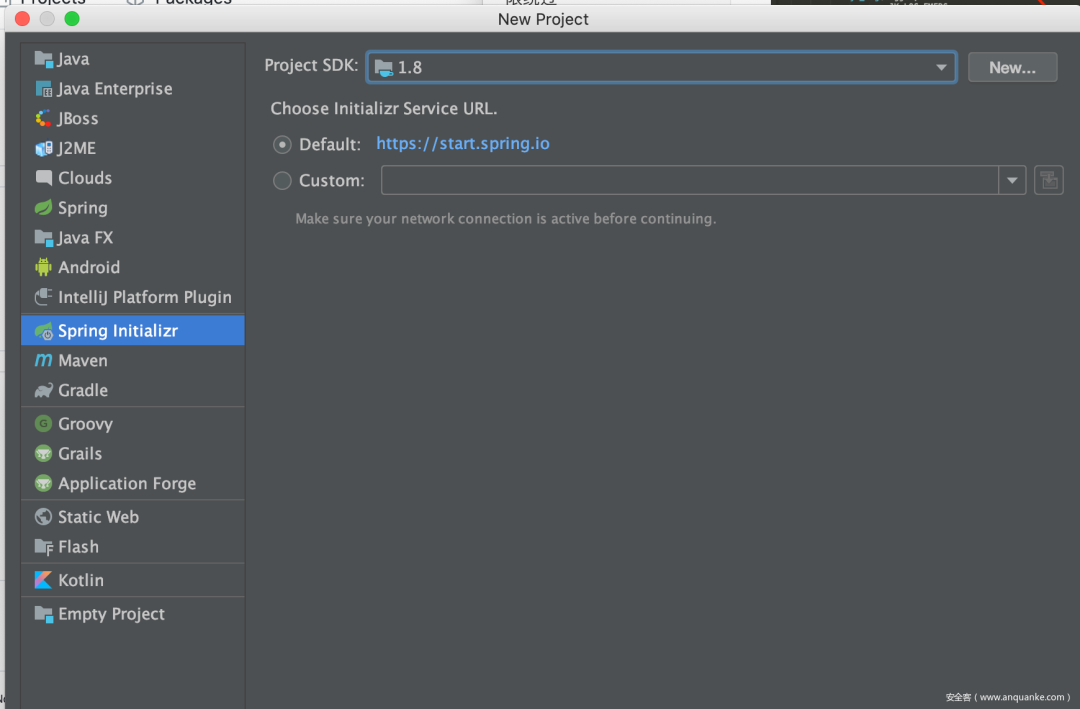 Projects Packages
New Project
Java
Java Enterprise
JBoss
J2ME
Clouds
Spring
Java FX
Android
IntelliJ Platform Plugin
Spring Initializr
Maven
Gradle
Groovy
Grails
Application Forge
Static Web
Flash
Kotlin
Empty Project
Project SDK: 1.8 New...
Choose Initializr Service URL.
Default: https://start.spring.io
Custom:
Make sure your network connection is active before continuing.
安全客（www.anquanke.com）